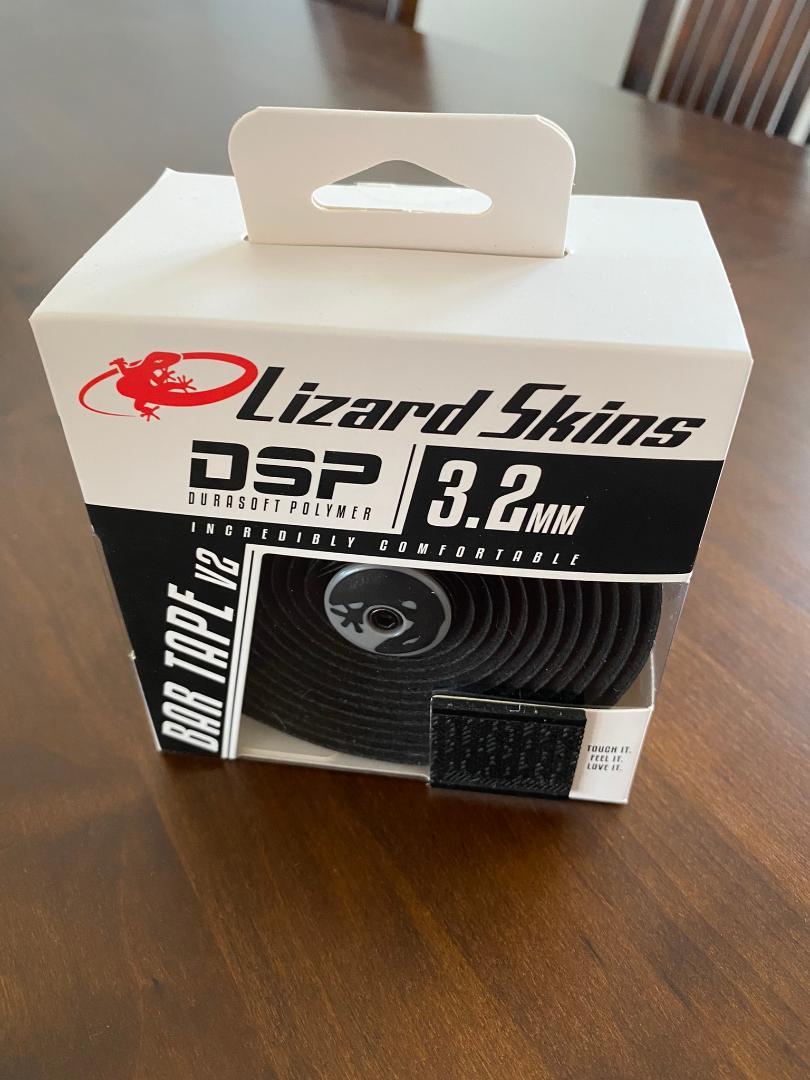 Lizard Skins
DSP
DURASOFT POLYMER
3.2MM
INCREDIBLY COMFORTABLE
BAR TAPE V2
TOUCH IT.
FEEL IT.
LOVE IT.